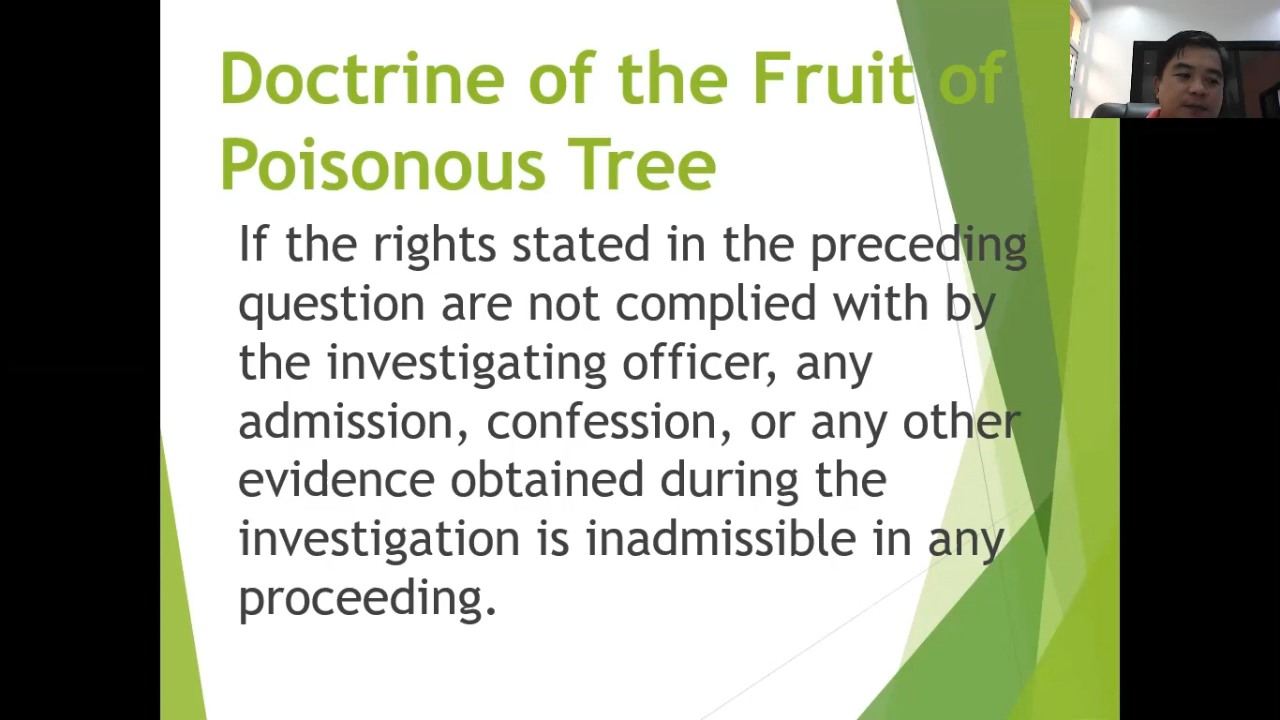 Doctrine of the Fruit of
Poisonous Tree
If the rights stated in the preceding
question are not complied with by
the investigating officer, any
admission, confession, or any other
evidence obtained during the
investigation is inadmissible in any
proceeding.